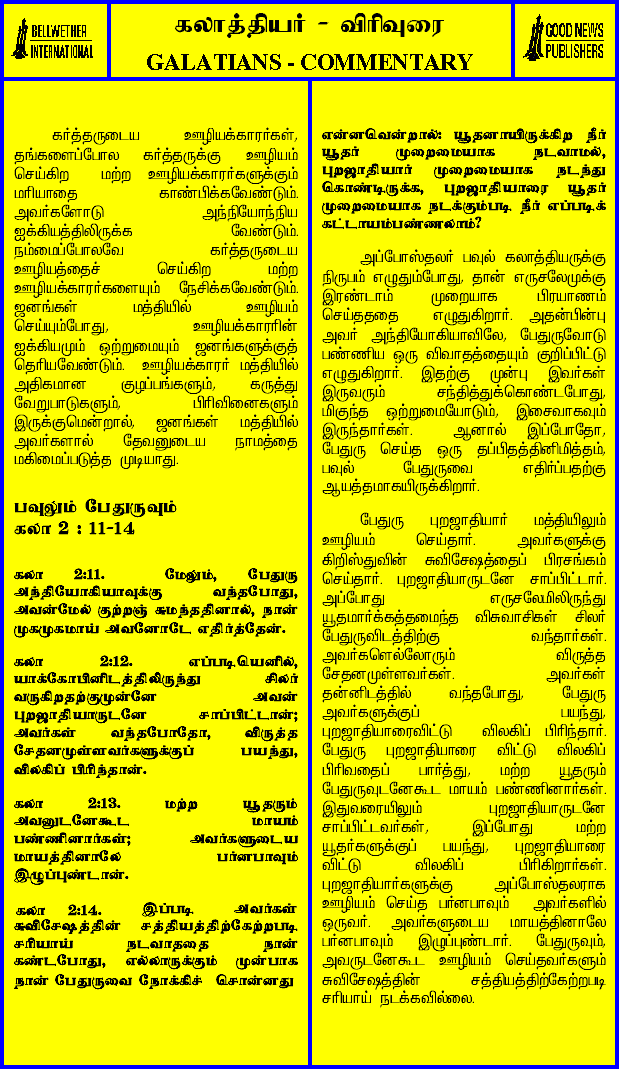 BELLWETHER
INTERNATIONAL
கலாத்தியர் - விரிவுரை
GALATIANS - COMMENTARY
GOOD NEWS
PUBLISHERS
கர்த்தருடைய ஊழியக்காரர்கள்,
தங்களைப்போல கர்த்தருக்கு ஊழியம்
செய்கிற மற்ற ஊழியக்காரர்களுக்கும்
மரியாதை காண்பிக்கவேண்டும்.
அவர்களோடு அந்நியோந்நிய
ஐக்கியத்திலிருக்க வேண்டும்.
நம்மைப்போலவே கர்த்தருடைய
ஊழியத்தைச் செய்கிற மற்ற
ஊழியக்காரர்களையும் நேசிக்கவேண்டும்.
ஜனங்கள் மத்தியில் ஊழியம்
செய்யும்போது, ஊழியக்காரரின்
ஐக்கியமும் ஒற்றுமையும் ஜனங்களுக்குத்
தெரியவேண்டும். ஊழியக்காரர் மத்தியில்
அதிகமான குழப்பங்களும், கருத்து
வேறுபாடுகளும், பிரிவினைகளும்
இருக்குமென்றால், ஜனங்கள் மத்தியில்
அவர்களால் தேவனுடைய நாமத்தை
மகிமைப்படுத்த முடியாது.
பவுலும் பேதுருவும்
கலா 2 : 11-14
கலா 2:11. மேலும், பேதுரு
அந்தியோகியாவுக்கு வந்தபோது,
அவன்மேல் குற்றஞ் சுமந்ததினால், நான்
முகமுகமாய் அவனோடே எதிர்த்தேன்.
கலா 2:12. எப்படியெனில்,
யாக்கோபினிடத்திலிருந்து சிலர்
வருகிறதற்குமுன்னே அவன்
புறஜாதியாருடனே சாப்பிட்டான்;
அவர்கள் வந்தபோதோ, விருத்த
சேதனமுள்ளவர்களுக்குப் பயந்து,
விலகிப் பிரிந்தான்.
கலா 2:13. மற்ற யூதரும்
அவனுடனேகூட மாயம்
பண்ணினார்கள்; அவர்களுடைய
மாயத்தினாலே பர்னபாவும்
இழுப்புண்டான்.
கலா 2:14. இப்படி அவர்கள்
சுவிசேஷத்தின் சத்தியத்திற்கேற்றபடி
சரியாய் நடவாததை நான்
கண்டபோது, எல்லாருக்கும் முன்பாக
நான் பேதுருவை நோக்கிச் சொன்னது
என்னவென்றால்: யூதனாயிருக்கிற நீர்
யூதர் முறைமையாக நடவாமல்,
புறஜாதியார் முறைமையாக நடந்து
கொண்டிருக்க, புறஜாதியாரை யூதர்
முறைமையாக நடக்கும்படி நீர் எப்படிக்
கட்டாயம்பண்ணலாம்?
அப்போஸ்தலர் பவுல் கலாத்தியருக்கு
நிருபம் எழுதும்போது, தான் எருசலேமுக்கு
இரண்டாம் முறையாக பிரயாணம்
செய்ததை எழுதுகிறார். அதன்பின்பு
அவர் அந்தியோகியாவிலே, பேதுருவோடு
பண்ணிய ஒரு விவாதத்தையும் குறிப்பிட்டு
எழுதுகிறார். இதற்கு முன்பு இவர்கள்
இருவரும் சந்தித்துக்கொண்டபோது,
மிகுந்த ஒற்றுமையோடும், இசைவாகவும்
இருந்தார்கள். ஆனால் இப்போதோ,
பேதுரு செய்த ஒரு தப்பிதத்தினிமித்தம்,
பவுல் பேதுருவை எதிர்ப்பதற்கு
ஆயத்தமாகயிருக்கிறார்.
பேதுரு புறஜாதியார் மத்தியிலும்
ஊழியம் செய்தார். அவர்களுக்கு
கிறிஸ்துவின் சுவிசேஷத்தைப் பிரசங்கம்
செய்தார். புறஜாதியாருடனே சாப்பிட்டார்.
அப்போது எருசலேமிலிருந்து
யூதமார்க்கத்தமைந்த விசுவாசிகள் சிலர்
பேதுருவிடத்திற்கு வந்தார்கள்.
அவர்களெல்லோரும் விருத்த
சேதனமுள்ளவர்கள். அவர்கள்
தன்னிடத்தில் வந்தபோது, பேதுரு
அவர்களுக்குப் பயந்து,
புறஜாதியாரைவிட்டு விலகிப் பிரிந்தார்.
பேதுரு புறஜாதியாரை விட்டு விலகிப்
பிரிவதைப் பார்த்து, மற்ற யூதரும்
பேதுருவுடனேகூட மாயம் பண்ணினார்கள்.
இதுவரையிலும் புறஜாதியாருடனே
சாப்பிட்டவர்கள், இப்போது மற்ற
யூதர்களுக்குப் பயந்து, புறஜாதியாரை
விட்டு விலகிப் பிரிகிறார்கள்.
புறஜாதியார்களுக்கு அப்போஸ்தலராக
ஊழியம் செய்த பர்னபாவும் அவர்களில்
ஒருவர். அவர்களுடைய மாயத்தினாலே
பர்னபாவும் இழுப்புண்டார். பேதுருவும்,
அவருடனேகூட ஊழியம் செய்தவர்களும்
சுவிசேஷத்தின் சத்தியத்திற்கேற்றபடி
சரியாய் நடக்கவில்லை.